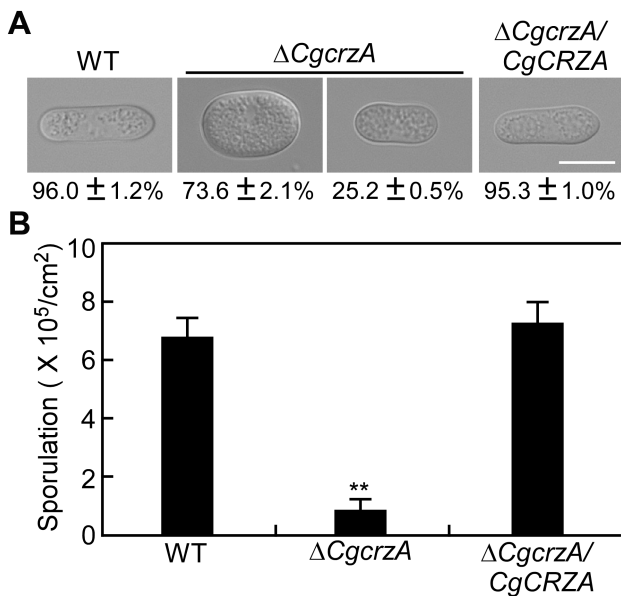 A
WT
ΔCgcrzA
ΔCgcrzA/
CgCRZA
96.0 ± 1.2%
73.6 ± 2.1%
25.2 ± 0.5%
95.3 ± 1.0%
B
Sporulation ( X 10⁵/cm²)
10
8
6
4
2
0
**
WT
ΔCgcrzA
ΔCgcrzA/
CgCRZA